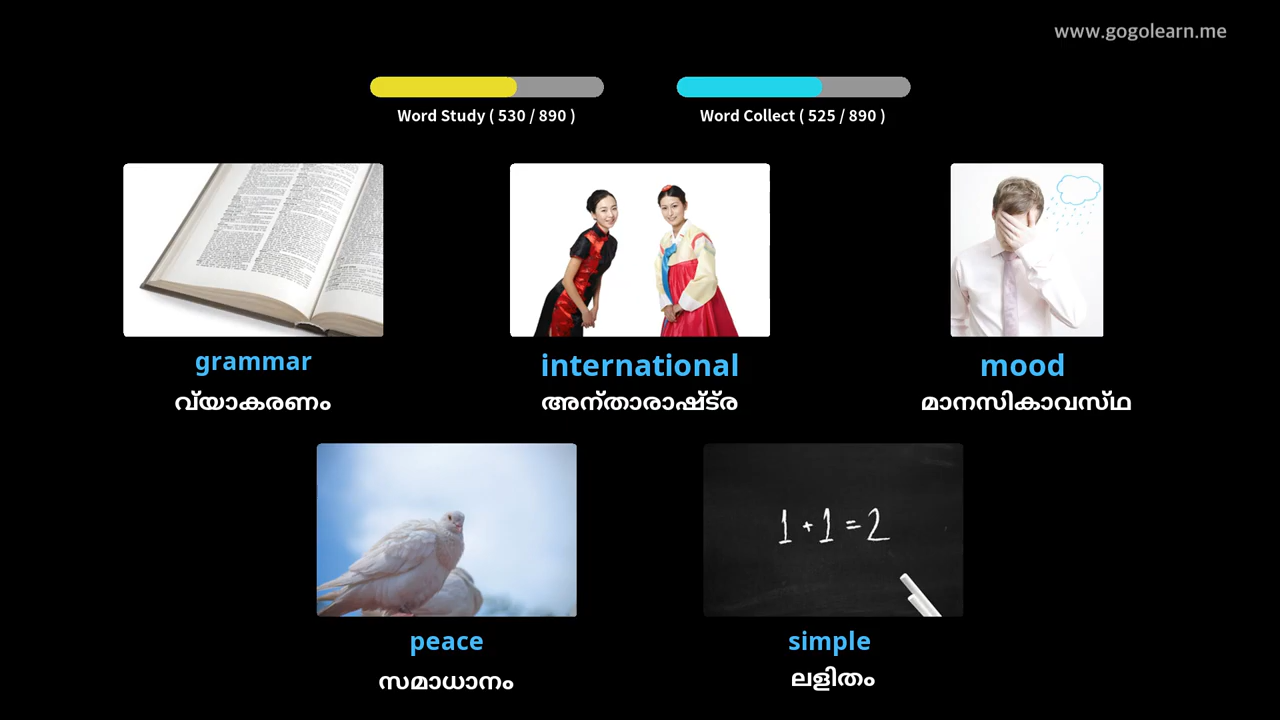 www.gogolearn.me
Word Study ( 530 / 890 )
Word Collect ( 525 / 890 )
grammar
വ്യാകരണം
international
അന്താരാഷ്ട്ര
mood
മാനസികാവസ്ഥ
1 + 1 = 2
peace
സമാധാനം
simple
ലളിതം